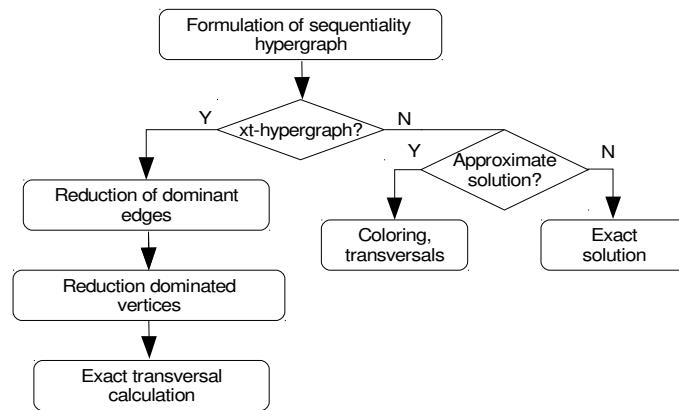 Formulation of sequentiality
hypergraph
Y
xt-hypergraph?
N
Y
Approximate
solution?
N
Reduction of dominant
edges
Coloring,
transversals
Exact
solution
Reduction dominated
vertices
Exact transversal
calculation